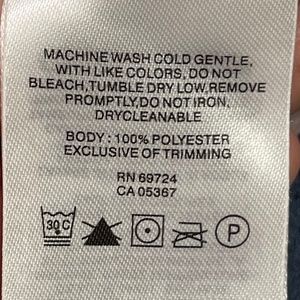 MACHINE WASH COLD GENTLE,
WITH LIKE COLORS, DO NOT
BLEACH,TUMBLE DRY LOW,REMOVE
PROMPTLY,DO NOT IRON,
DRYCLEANABLE
BODY : 100% POLYESTER
EXCLUSIVE OF TRIMMING
RN 69724
CA 05367
30C P